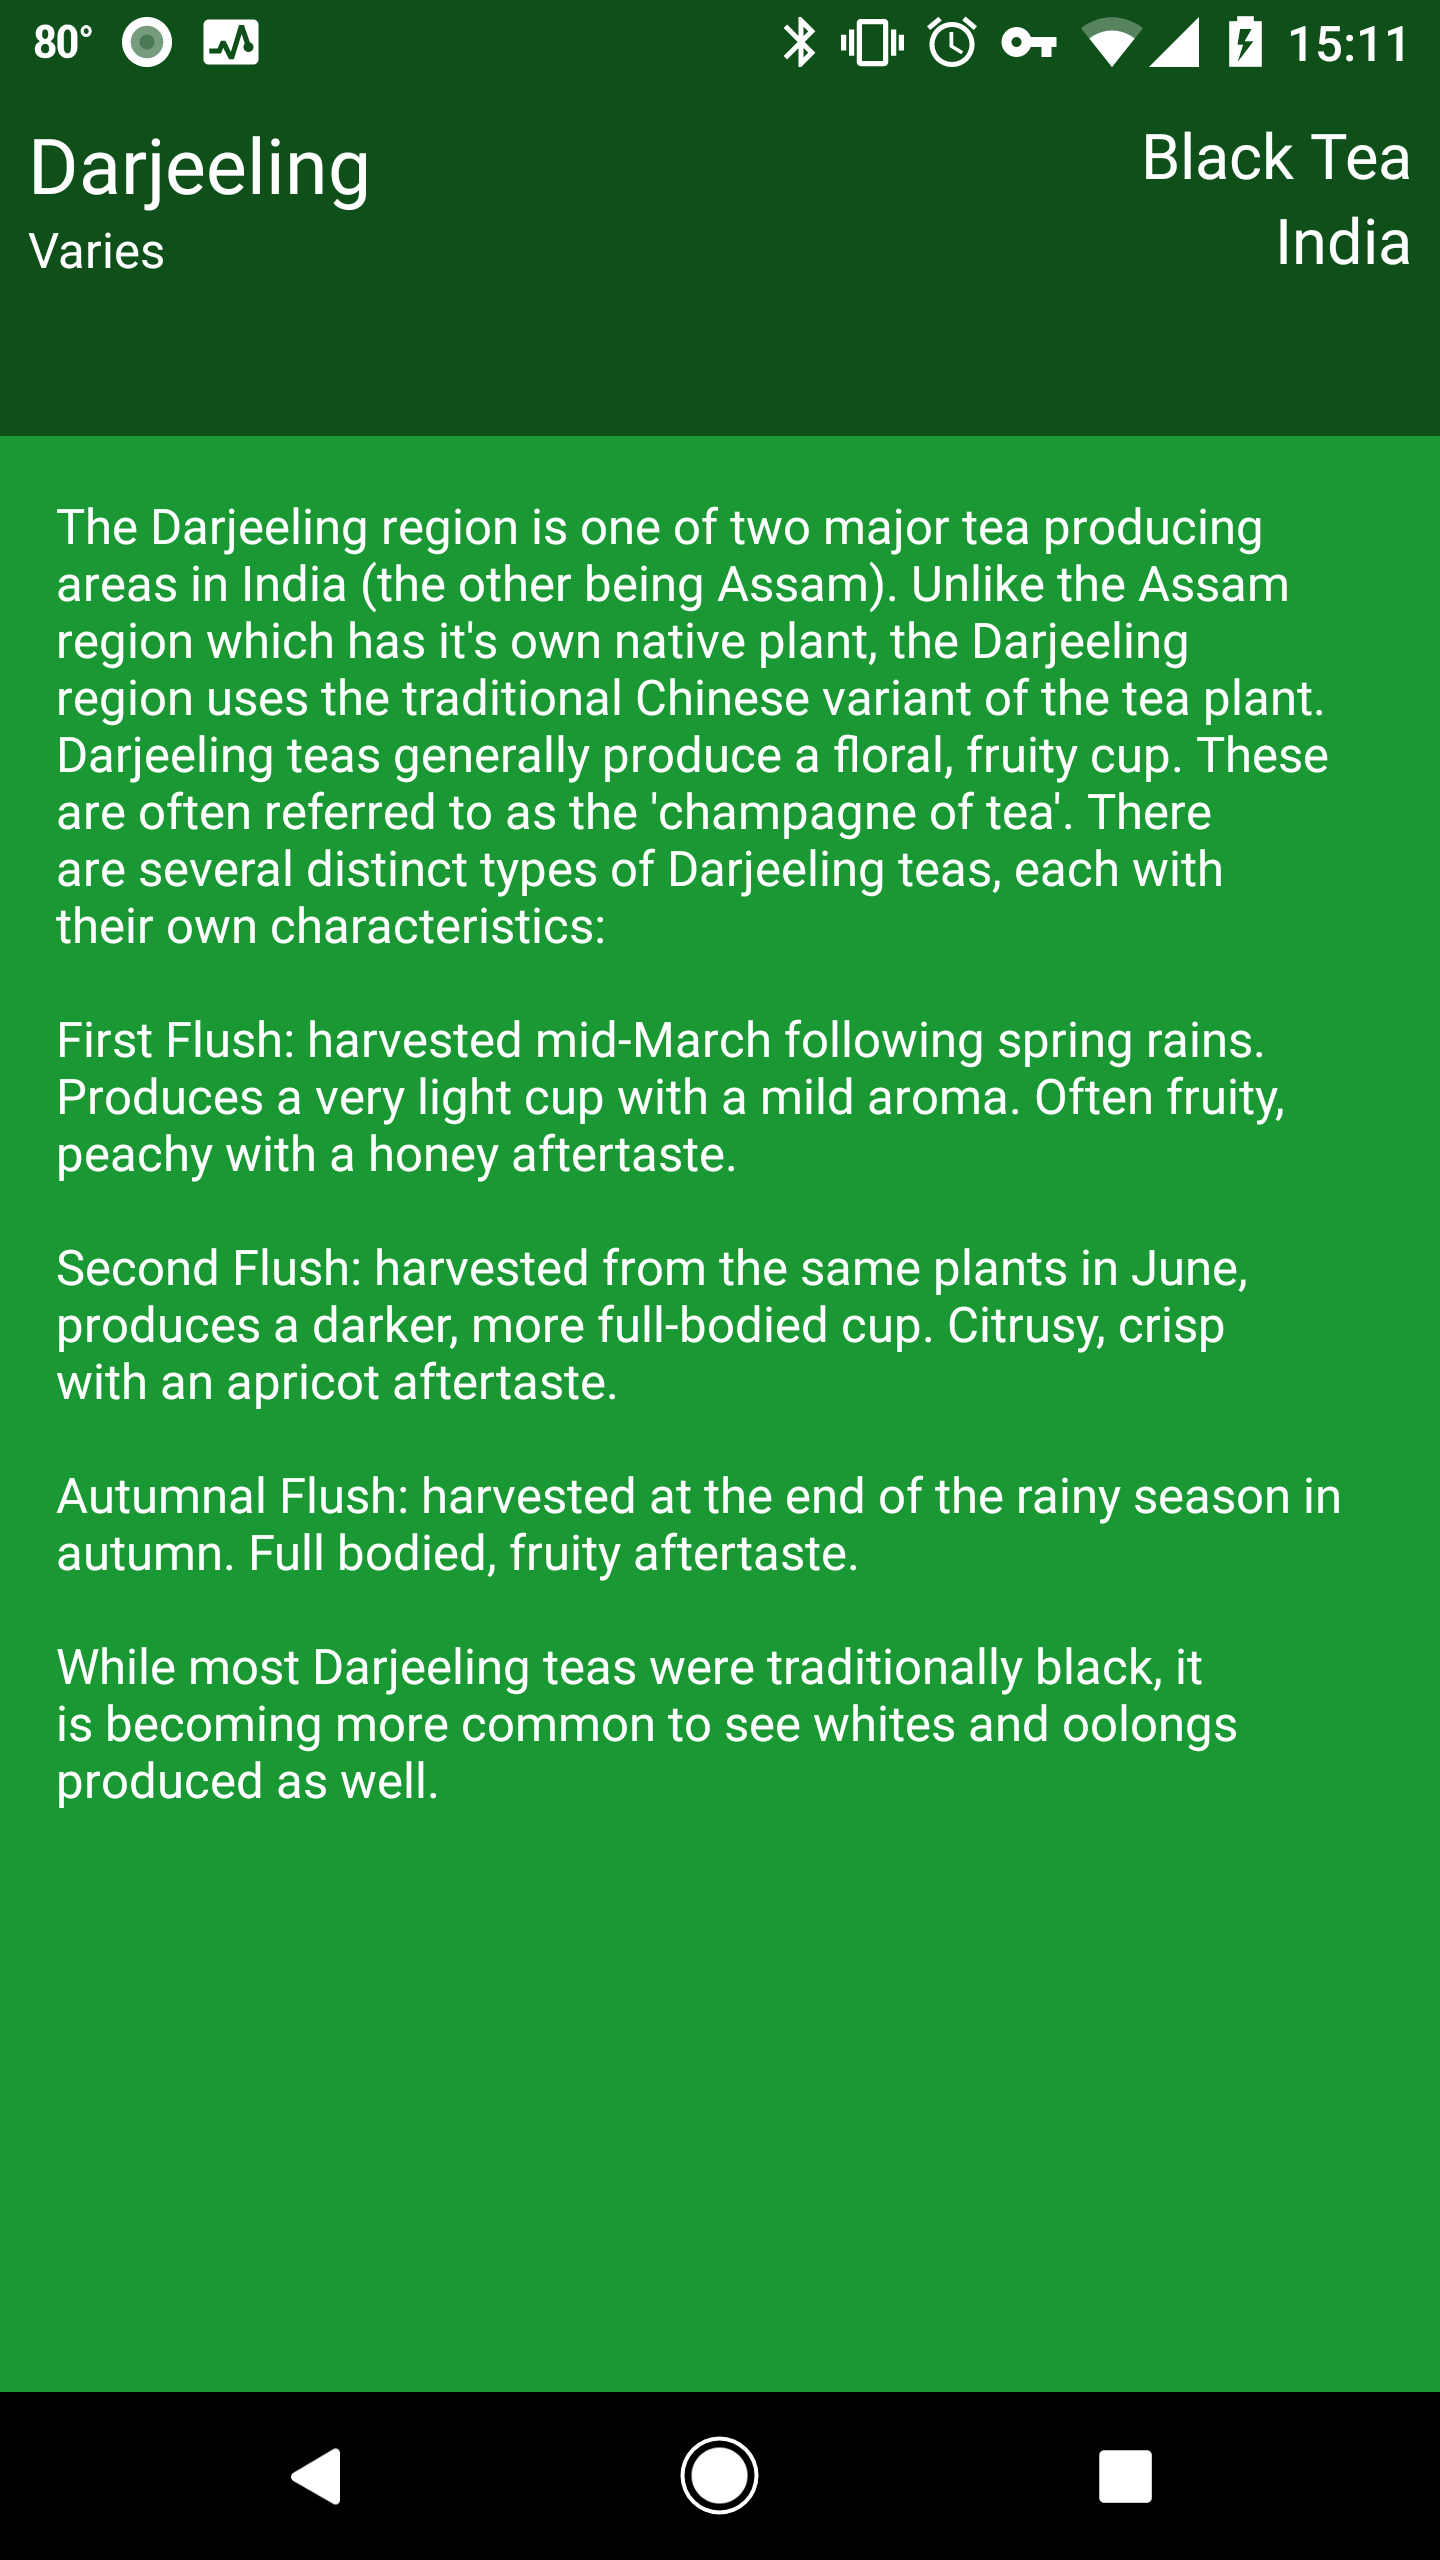 80°
15:11
Darjeeling
Black Tea
Varies
India
The Darjeeling region is one of two major tea producing
areas in India (the other being Assam). Unlike the Assam
region which has it's own native plant, the Darjeeling
region uses the traditional Chinese variant of the tea plant.
Darjeeling teas generally produce a floral, fruity cup. These
are often referred to as the 'champagne of tea'. There
are several distinct types of Darjeeling teas, each with
their own characteristics:
First Flush: harvested mid-March following spring rains.
Produces a very light cup with a mild aroma. Often fruity,
peachy with a honey aftertaste.
Second Flush: harvested from the same plants in June,
produces a darker, more full-bodied cup. Citrusy, crisp
with an apricot aftertaste.
Autumnal Flush: harvested at the end of the rainy season in
autumn. Full bodied, fruity aftertaste.
While most Darjeeling teas were traditionally black, it
is becoming more common to see whites and oolongs
produced as well.